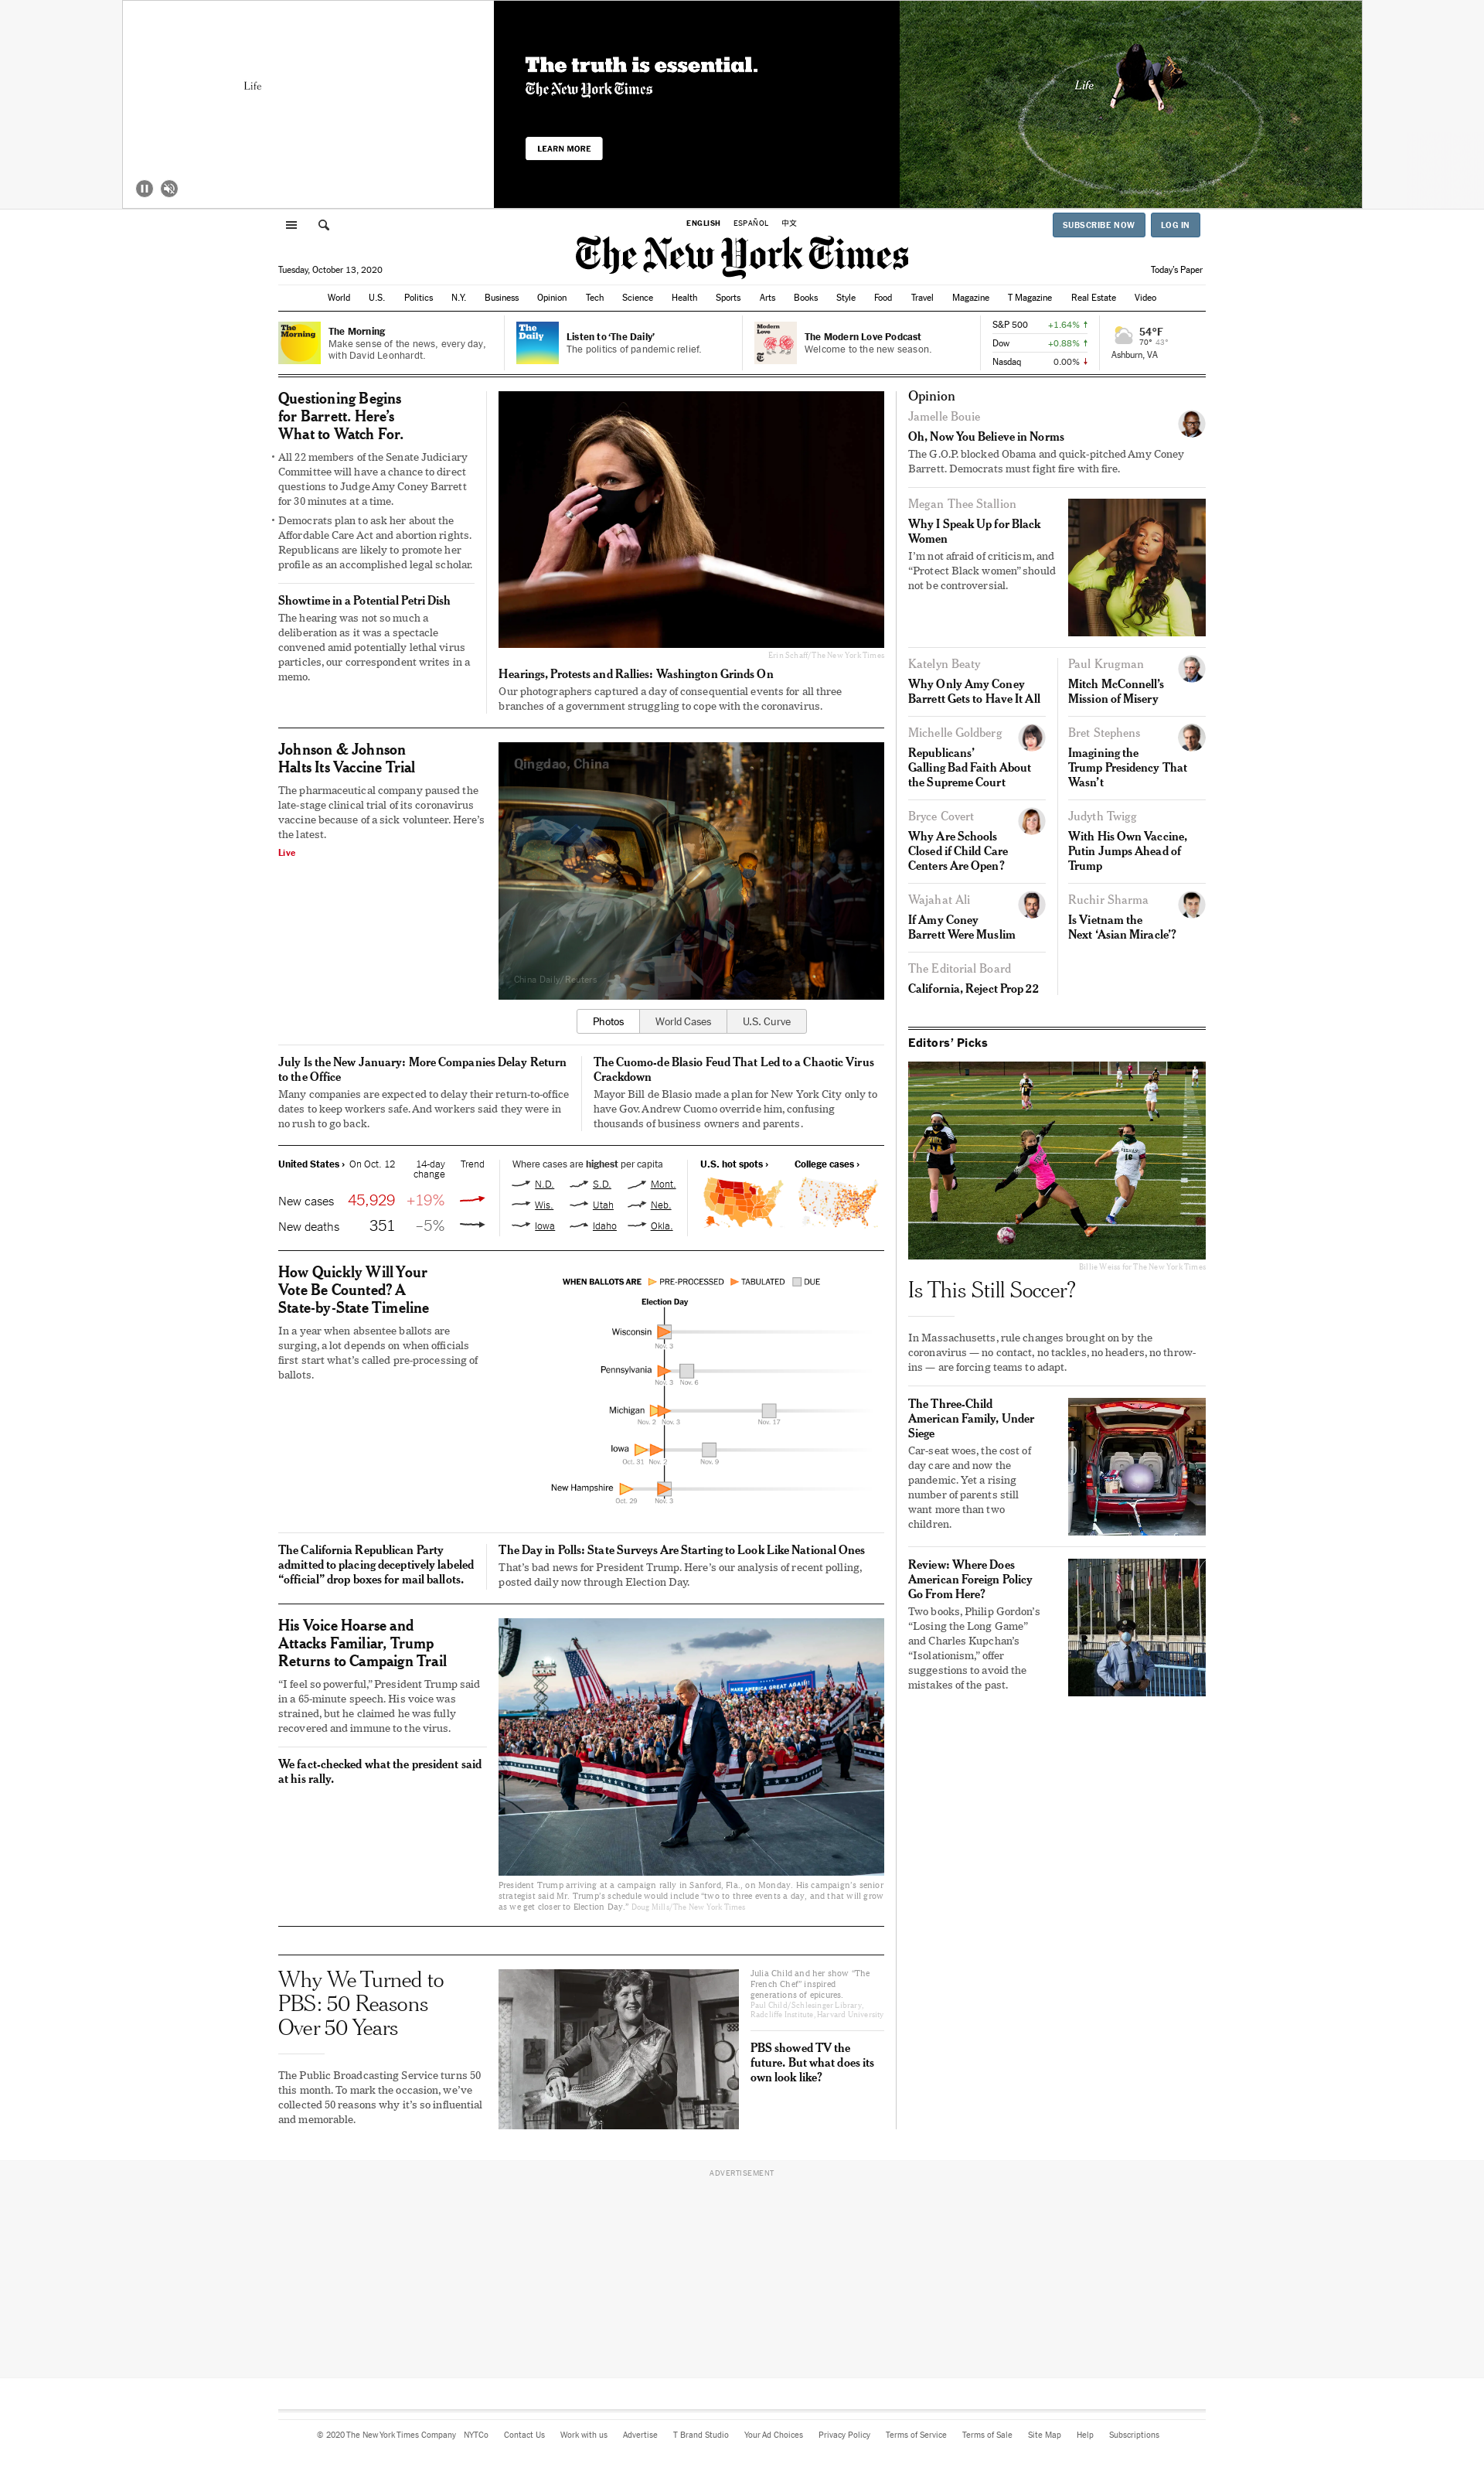 Life
The truth is essential.
The New York Times
LEARN MORE
Life
ENGLISH ESPAÑOL 中文
SUBSCRIBE NOW LOG IN
The New York Times
Tuesday, October 13, 2020
Today's Paper
World U.S. Politics N.Y. Business Opinion Tech Science Health Sports Arts Books Style Food Travel Magazine T Magazine Real Estate Video
The Morning
The Morning
Make sense of the news, every day,
with David Leonhardt.
The Daily
Listen to ‘The Daily’
The politics of pandemic relief.
Modern Love
The Modern Love Podcast
Welcome to the new season.
S&P 500 +1.64% ↑
Dow +0.88% ↑
Nasdaq 0.00% ↓
54°F
70° 43°
Ashburn, VA
Questioning Begins
for Barrett. Here’s
What to Watch For.
• All 22 members of the Senate Judiciary
Committee will have a chance to direct
questions to Judge Amy Coney Barrett
for 30 minutes at a time.
• Democrats plan to ask her about the
Affordable Care Act and abortion rights.
Republicans are likely to promote her
profile as an accomplished legal scholar.
Showtime in a Potential Petri Dish
The hearing was not so much a
deliberation as it was a spectacle
convened amid potentially lethal virus
particles, our correspondent writes in a
memo.
Erin Schaff/The New York Times
Hearings, Protests and Rallies: Washington Grinds On
Our photographers captured a day of consequential events for all three
branches of a government struggling to cope with the coronavirus.
Johnson & Johnson
Halts Its Vaccine Trial
The pharmaceutical company paused the
late-stage clinical trial of its coronavirus
vaccine because of a sick volunteer. Here’s
the latest.
Live
Qingdao, China
China Daily/Reuters
Photos World Cases U.S. Curve
July Is the New January: More Companies Delay Return
to the Office
Many companies are expected to delay their return-to-office
dates to keep workers safe. And workers said they were in
no rush to go back.
The Cuomo-de Blasio Feud That Led to a Chaotic Virus
Crackdown
Mayor Bill de Blasio made a plan for New York City only to
have Gov. Andrew Cuomo override him, confusing
thousands of business owners and parents.
United States › On Oct. 12 14-day
change Trend
New cases 45,929 +19%
New deaths 351 –5%
Where cases are highest per capita
N.D. S.D. Mont.
Wis. Utah Neb.
Iowa Idaho Okla.
U.S. hot spots › College cases ›
How Quickly Will Your
Vote Be Counted? A
State-by-State Timeline
In a year when absentee ballots are
surging, a lot depends on when officials
first start what’s called pre-processing of
ballots.
WHEN BALLOTS ARE PRE-PROCESSED TABULATED DUE
Election Day
Wisconsin
Nov. 3
Pennsylvania
Nov. 3 Nov. 6
Michigan
Nov. 2 Nov. 3 Nov. 17
Iowa
Oct. 31 Nov. 2 Nov. 9
New Hampshire
Oct. 29 Nov. 3
The California Republican Party
admitted to placing deceptively labeled
“official” drop boxes for mail ballots.
The Day in Polls: State Surveys Are Starting to Look Like National Ones
That’s bad news for President Trump. Here’s our analysis of recent polling,
posted daily now through Election Day.
His Voice Hoarse and
Attacks Familiar, Trump
Returns to Campaign Trail
“I feel so powerful,” President Trump said
in a 65-minute speech. His voice was
strained, but he claimed he was fully
recovered and immune to the virus.
We fact-checked what the president said
at his rally.
MAKE AMERICA GREAT AGAIN!
President Trump arriving at a campaign rally in Sanford, Fla., on Monday. His campaign’s senior
strategist said Mr. Trump’s schedule would include “two to three events a day, and that will grow
as we get closer to Election Day.” Doug Mills/The New York Times
Why We Turned to
PBS: 50 Reasons
Over 50 Years
The Public Broadcasting Service turns 50
this month. To mark the occasion, we’ve
collected 50 reasons why it’s so influential
and memorable.
Julia Child and her show “The
French Chef” inspired
generations of epicures.
Paul Child/Schlesinger Library,
Radcliffe Institute, Harvard University
PBS showed TV the
future. But what does its
own look like?
Opinion
Jamelle Bouie
Oh, Now You Believe in Norms
The G.O.P. blocked Obama and quick-pitched Amy Coney
Barrett. Democrats must fight fire with fire.
Megan Thee Stallion
Why I Speak Up for Black
Women
I’m not afraid of criticism, and
“Protect Black women” should
not be controversial.
Katelyn Beaty
Why Only Amy Coney
Barrett Gets to Have It All
Michelle Goldberg
Republicans’
Galling Bad Faith About
the Supreme Court
Bryce Covert
Why Are Schools
Closed if Child Care
Centers Are Open?
Wajahat Ali
If Amy Coney
Barrett Were Muslim
The Editorial Board
California, Reject Prop 22
Paul Krugman
Mitch McConnell’s
Mission of Misery
Bret Stephens
Imagining the
Trump Presidency That
Wasn’t
Judyth Twigg
With His Own Vaccine,
Putin Jumps Ahead of
Trump
Ruchir Sharma
Is Vietnam the
Next ‘Asian Miracle’?
Editors’ Picks
Billie Weiss for The New York Times
Is This Still Soccer?
In Massachusetts, rule changes brought on by the
coronavirus — no contact, no tackles, no headers, no throw-
ins — are forcing teams to adapt.
The Three-Child
American Family, Under
Siege
Car-seat woes, the cost of
day care and now the
pandemic. Yet a rising
number of parents still
want more than two
children.
Review: Where Does
American Foreign Policy
Go From Here?
Two books, Philip Gordon’s
“Losing the Long Game”
and Charles Kupchan’s
“Isolationism,” offer
suggestions to avoid the
mistakes of the past.
ADVERTISEMENT
© 2020 The New York Times Company NYTCo Contact Us Work with us Advertise T Brand Studio Your Ad Choices Privacy Policy Terms of Service Terms of Sale Site Map Help Subscriptions